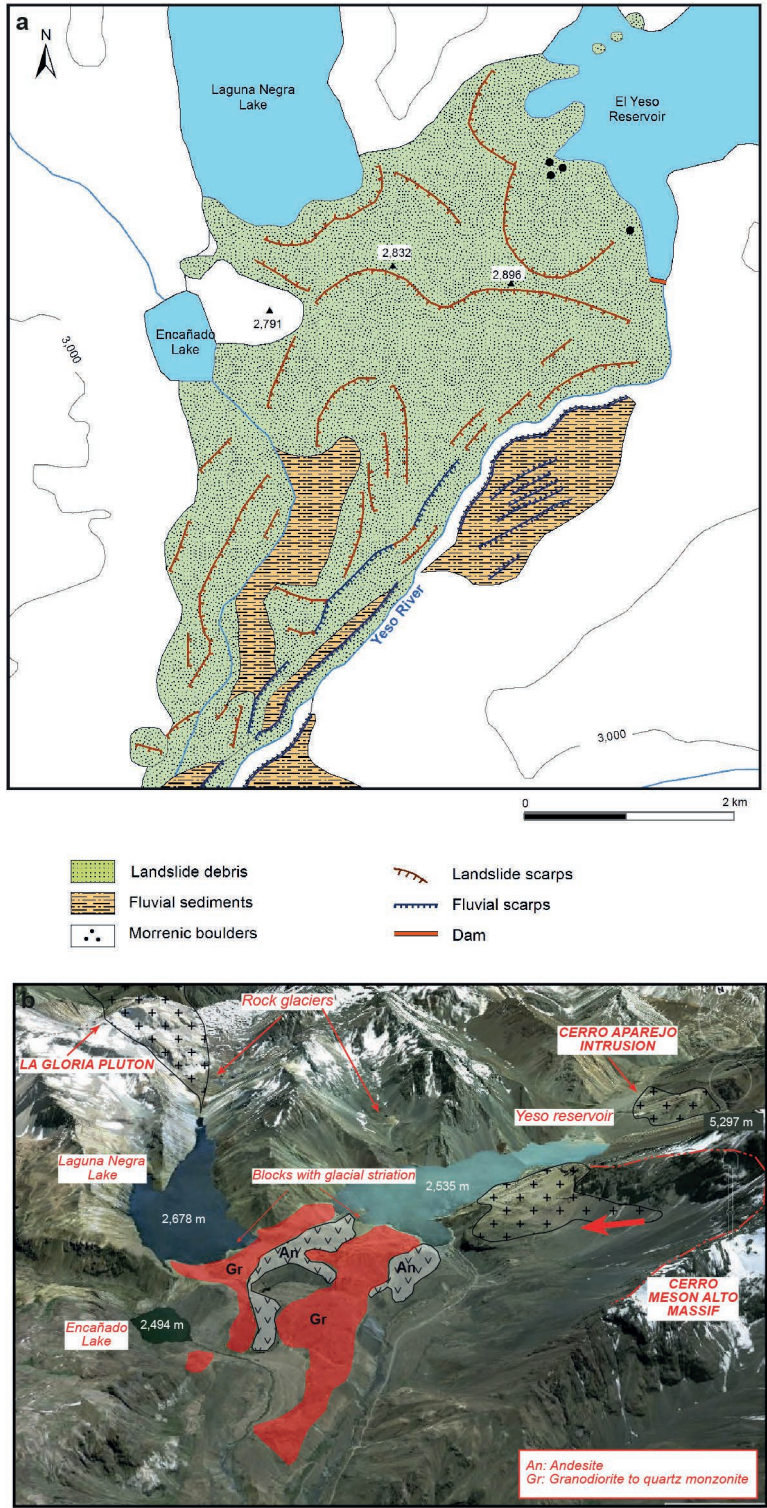 a
N
Laguna Negra
Lake
El Yeso
Reservoir
2,832
2,896
2,791
Encañado
Lake
3,000
Yeso River
3,000
0
2 km
Landslide debris
Landslide scarps
Fluvial sediments
Fluvial scarps
Morrenic boulders
Dam
b
N
Rock glaciers
LA GLORIA PLUTON
CERRO APAREJO
INTRUSION
Yeso reservoir
5,297 m
Laguna Negra
Lake
Blocks with glacial striation
2,535 m
2,678 m
An
An
Gr
Gr
CERRO
MESON ALTO
MASSIF
Encañado
Lake
2,494 m
An: Andesite
Gr: Granodiorite to quartz monzonite